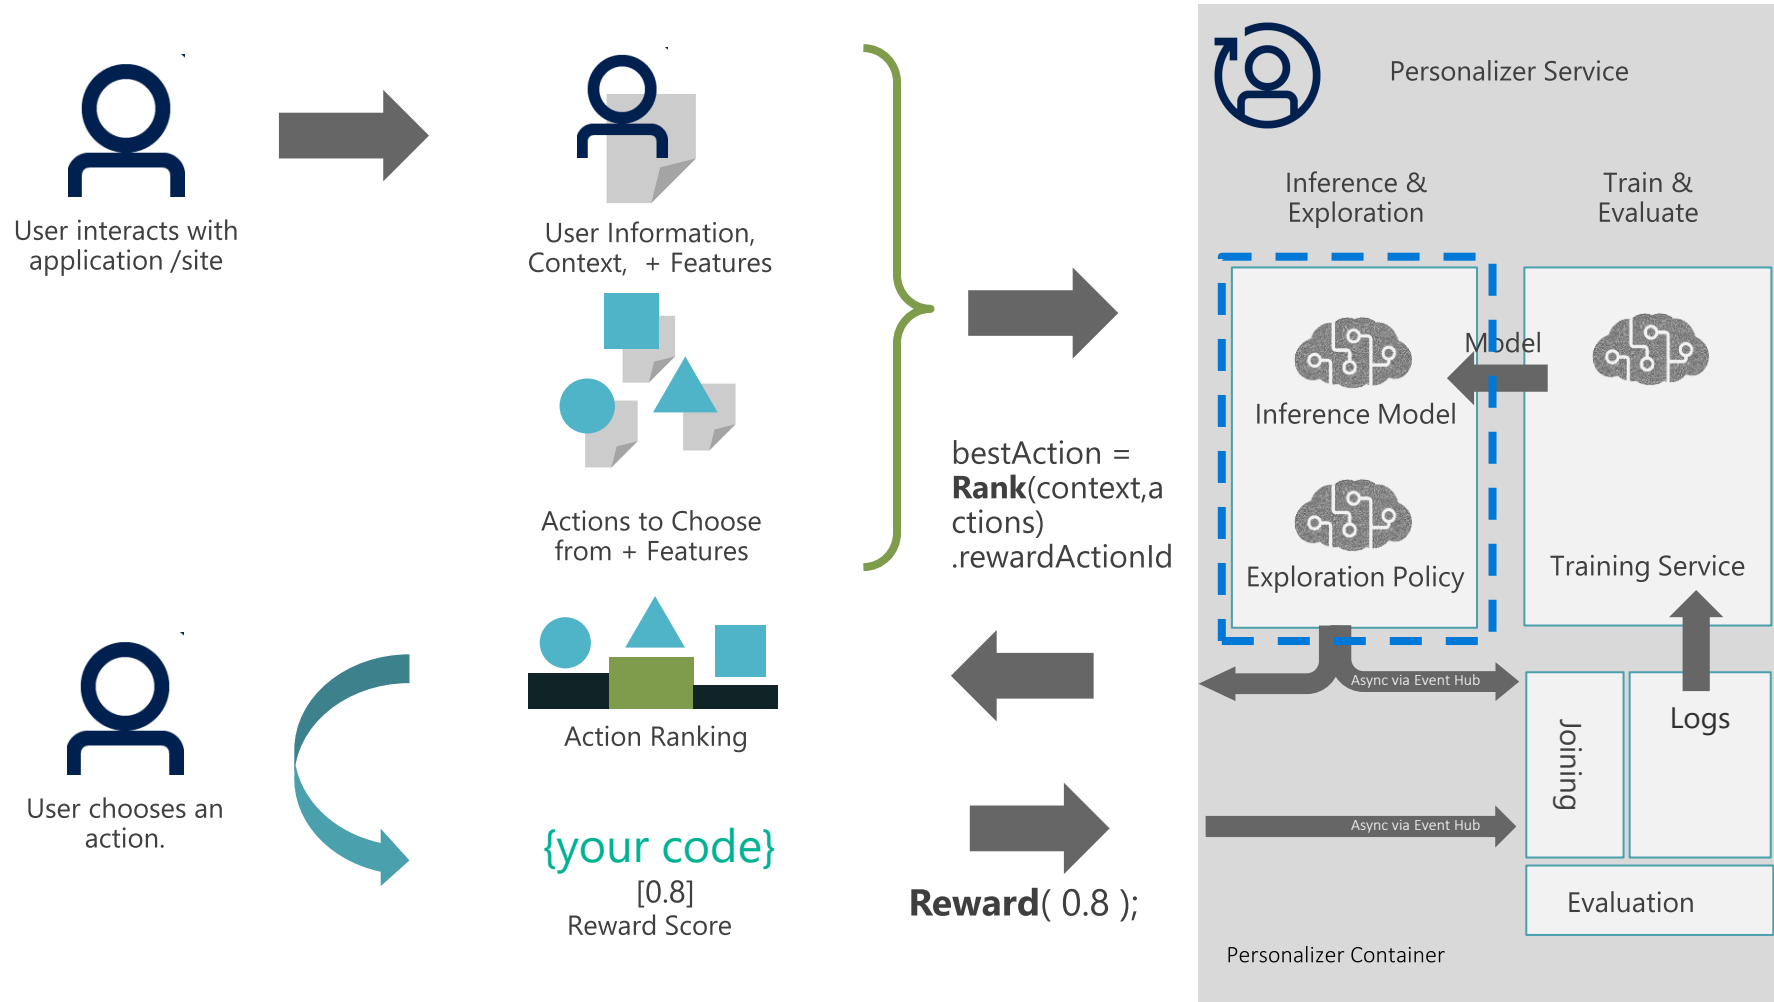 User interacts with
application /site
User Information,
Context,  + Features
Actions to Choose
from + Features
bestAction =
Rank(context,a
ctions)
.rewardActionId
Personalizer Service
Inference &
Exploration
Train &
Evaluate
Model
Inference Model
Exploration Policy
Training Service
Async via Event Hub
Joining
Logs
Async via Event Hub
Evaluation
Personalizer Container
Action Ranking
User chooses an
action.
{your code}
[0.8]
Reward Score
Reward( 0.8 );